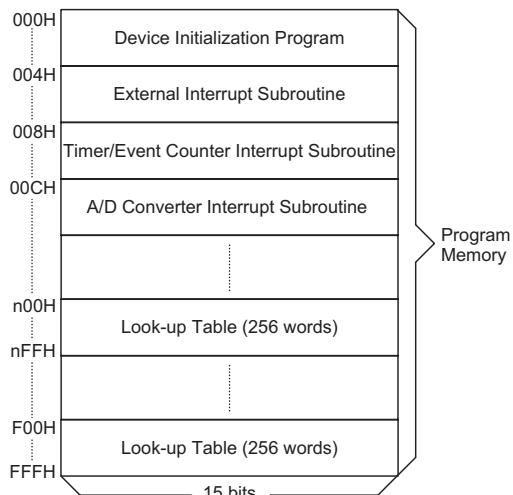 000H
Device Initialization Program
004H
External Interrupt Subroutine
008H
Timer/Event Counter Interrupt Subroutine
00CH
A/D Converter Interrupt Subroutine
Program
Memory
n00H
Look-up Table (256 words)
nFFH
F00H
Look-up Table (256 words)
FFFH
15 bits